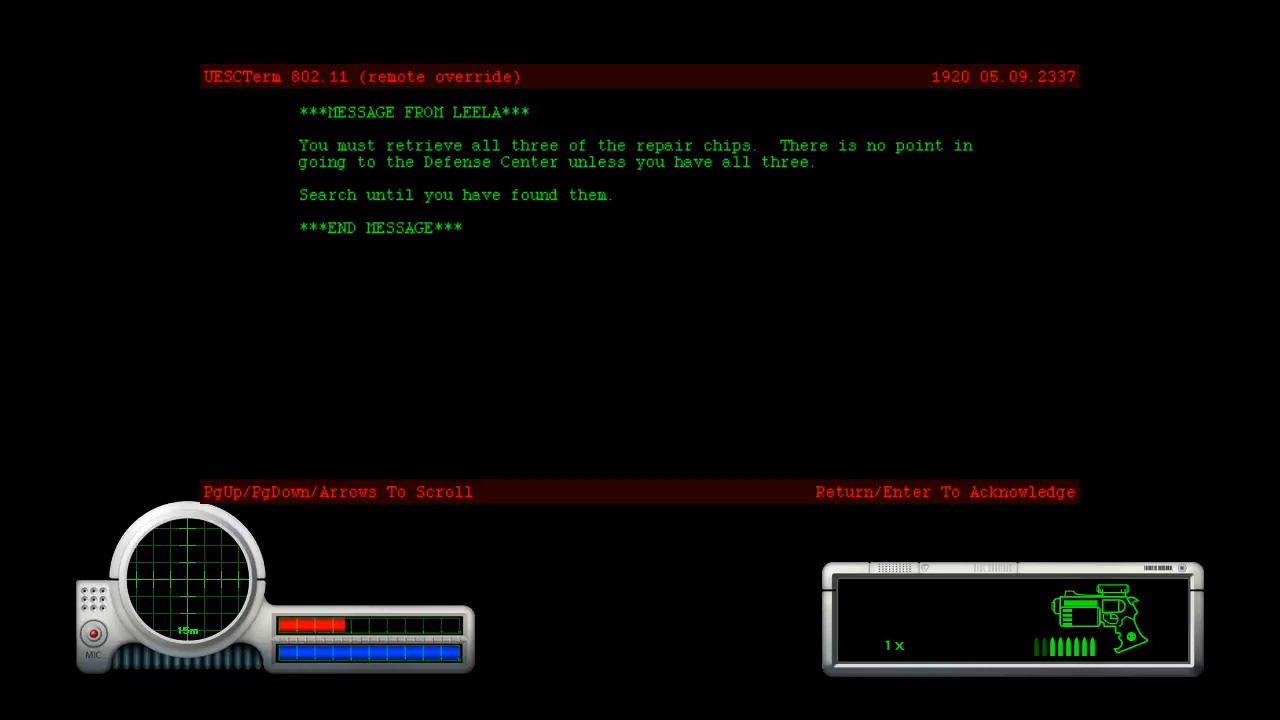 UESCTerm 802.11 (remote override) 1920 05.09.2337
***MESSAGE FROM LEELA***
You must retrieve all three of the repair chips.  There is no point in
going to the Defense Center unless you have all three.
Search until you have found them.
***END MESSAGE***
PgUp/PgDown/Arrows To Scroll Return/Enter To Acknowledge
15m
MIC
1x